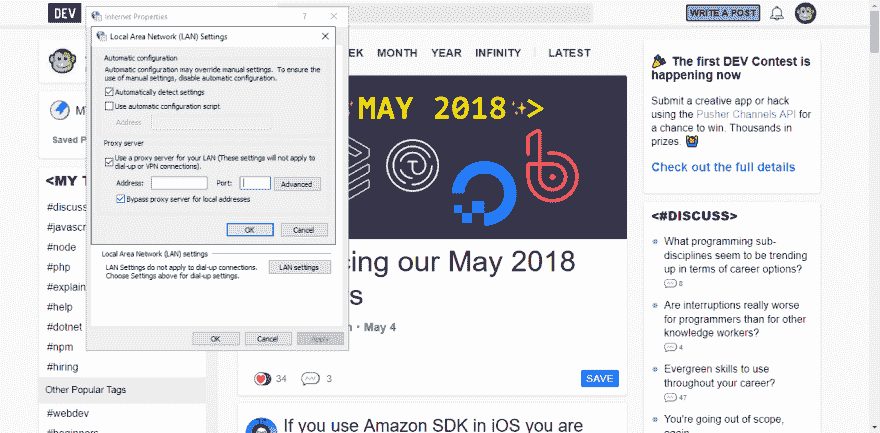 DEV
WRITE A POST
Internet Properties
?
Local Area Network (LAN) Settings
Automatic configuration
Automatic configuration may override manual settings. To ensure the
use of manual settings, disable automatic configuration.
Automatically detect settings
Use automatic configuration script
Address
Proxy server
Use a proxy server for your LAN (These settings will not apply to
dial-up or VPN connections).
Address:
Port:
Advanced
Bypass proxy server for local addresses
OK
Cancel
Local Area Network (LAN) settings
LAN Settings do not apply to dial-up connections.
Choose Settings above for dial-up settings.
LAN settings
OK
Cancel
Apply
Saved P
<MY T
#discuss
#javascr
#node
#php
#explain
#help
#dotnet
#npm
#hiring
Other Popular Tags
#webdev
#beginners
EK
MONTH
YEAR
INFINITY
LATEST
MAY 2018
>
cing our May 2018
s
May 4
34
3
SAVE
If you use Amazon SDK in iOS you are
The first DEV Contest is
happening now
Submit a creative app or hack
using the Pusher Channels API for
a chance to win. Thousands in
prizes.
Check out the full details
<#DISCUSS>
What programming sub-
disciplines seem to be trending
up in terms of career options?
8
Are interruptions really worse
for programmers than for other
knowledge workers?
4
Evergreen skills to use
throughout your career?
47
You're going out of scope,
again